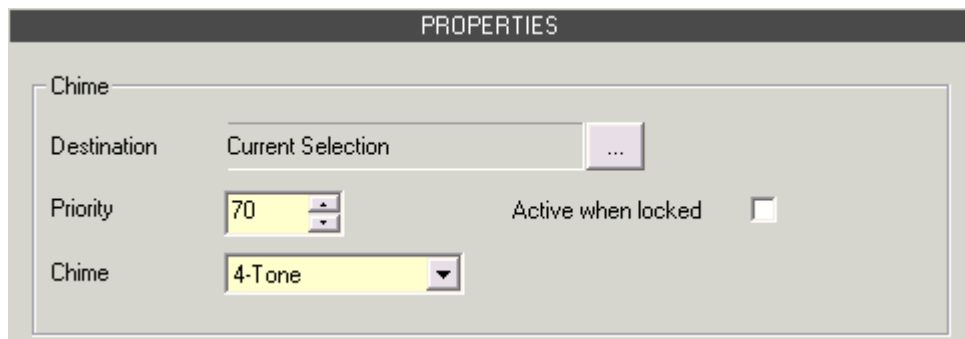 PROPERTIES
Chime
Destination Current Selection ...
Priority 70 Active when locked
Chime 4-Tone